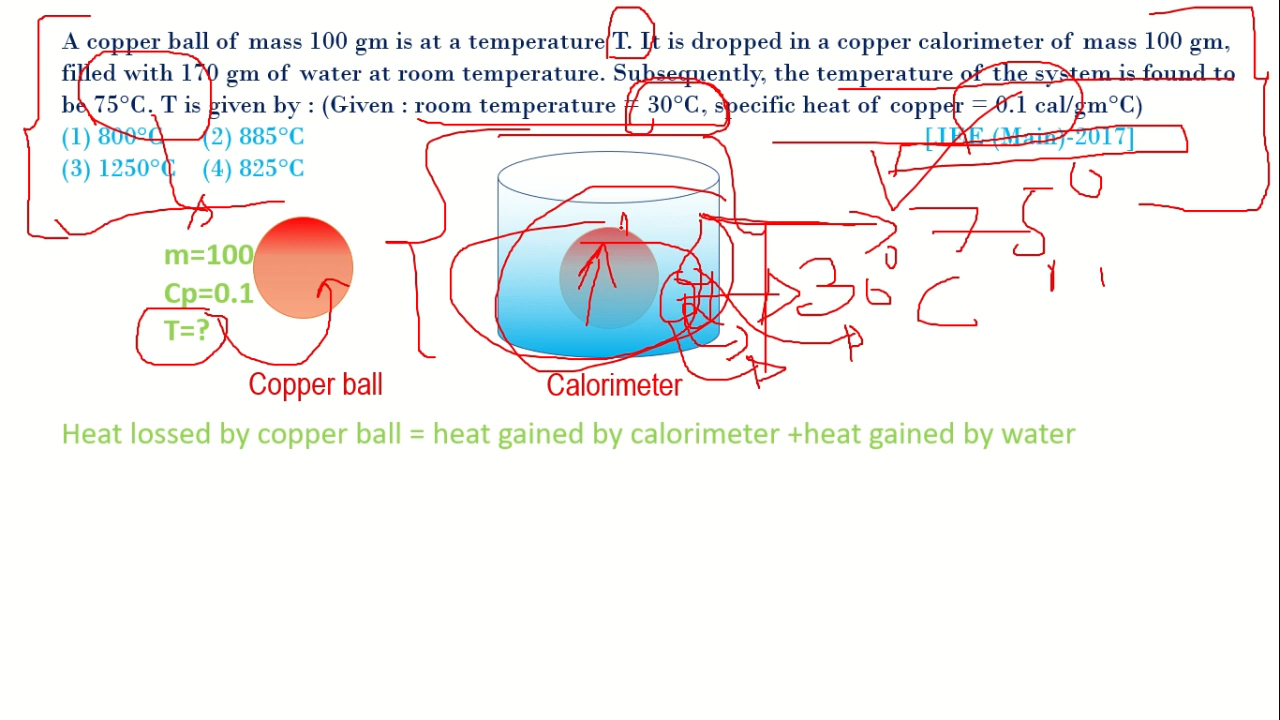 A copper ball of mass 100 gm is at a temperature T. It is dropped in a copper calorimeter of mass 100 gm,
filled with 170 gm of water at room temperature. Subsequently, the temperature of the system is found to
be 75°C. T is given by : (Given : room temperature = 30°C, specific heat of copper = 0.1 cal/gm°C)
(1) 800°C (2) 885°C [JEE (Main)-2017]
(3) 1250°C (4) 825°C
m=100
Cp=0.1
T=?
75°
30°C
Copper ball
Calorimeter
Heat lossed by copper ball = heat gained by calorimeter +heat gained by water